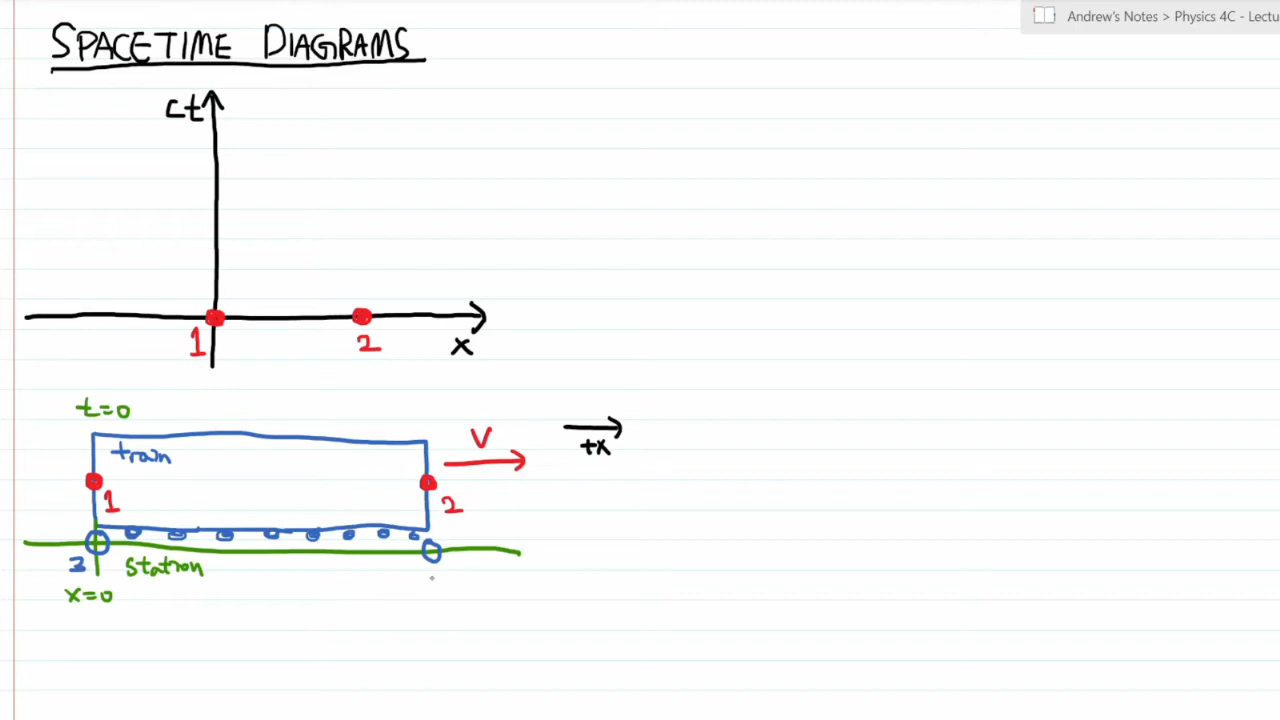 Andrew's Notes > Physics 4C - Lectu
SPACETIME DIAGRAMS
ct
1
2
x
t=0
train
V
+x
1
2
3
station
x=0